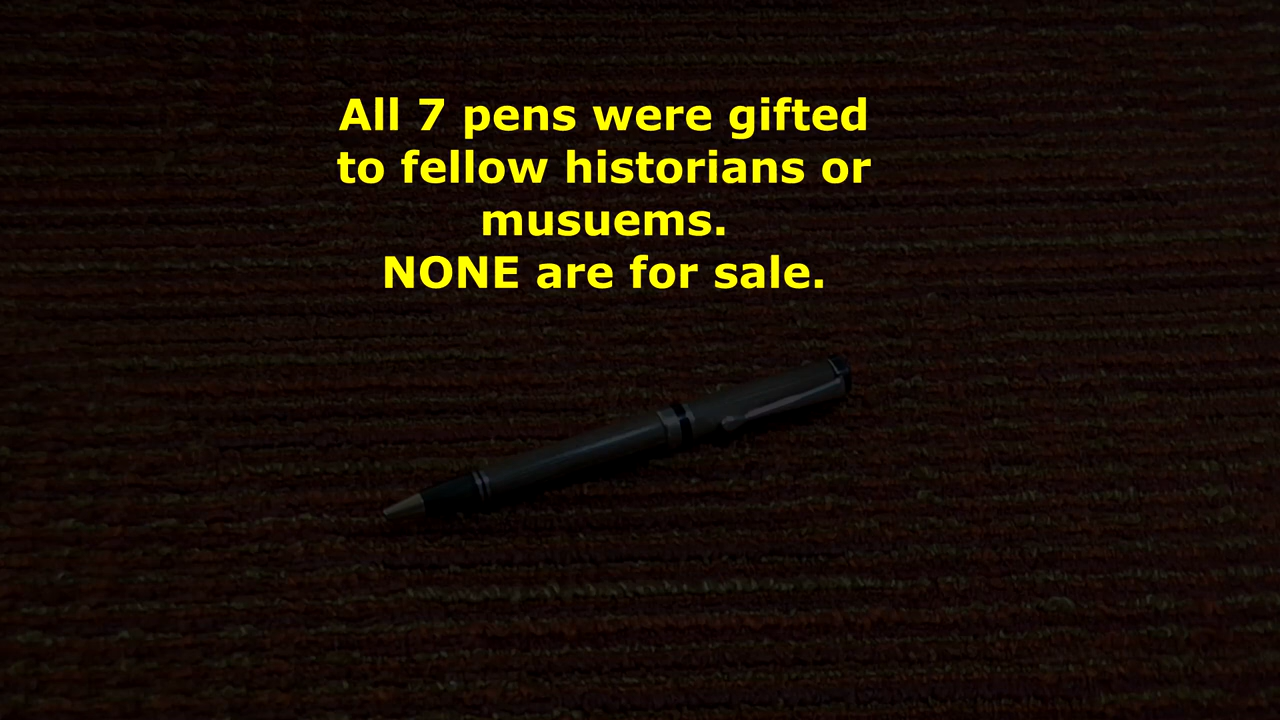 All 7 pens were gifted
to fellow historians or
musuems.
NONE are for sale.